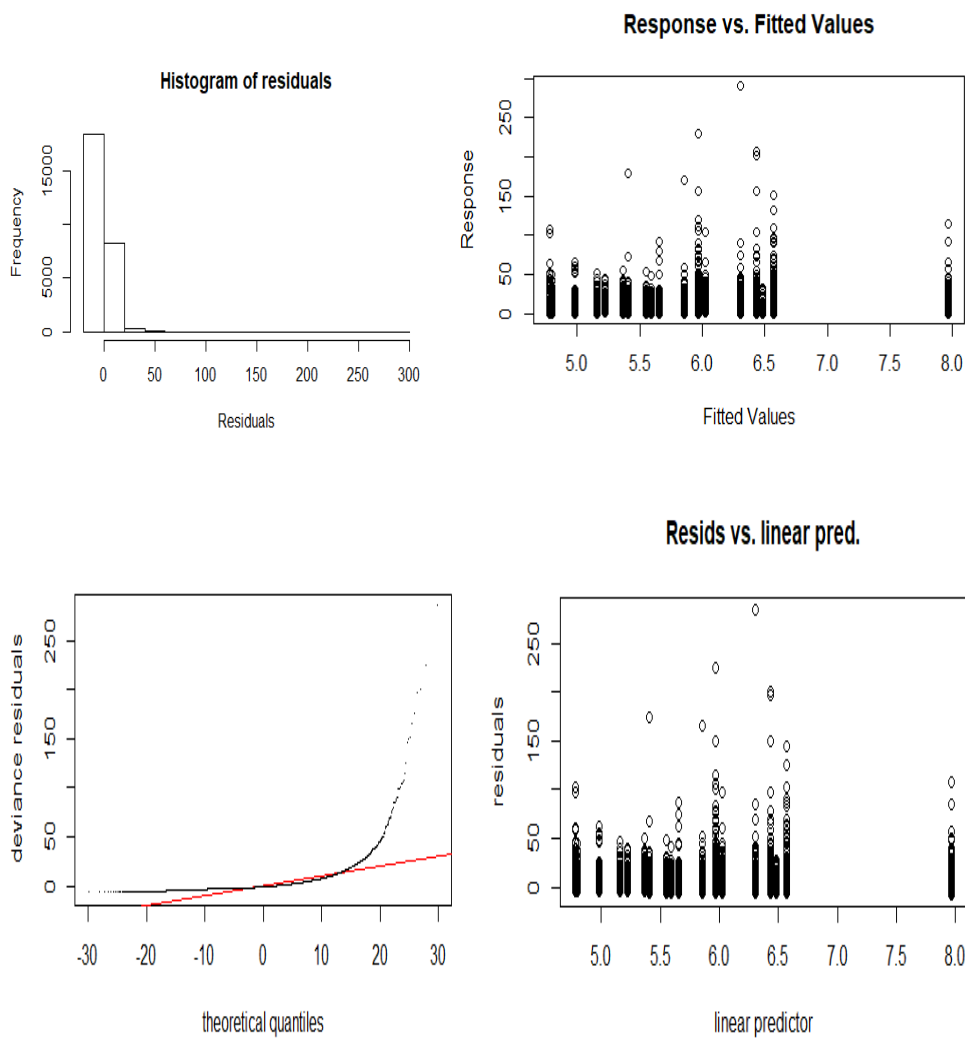 Histogram of residuals
Frequency
0
5000
15000
0 50 100 150 200 250 300
Residuals
Response vs. Fitted Values
Response
0
50
150
250
5.0 5.5 6.0 6.5 7.0 7.5 8.0
Fitted Values
deviance residuals
0
50
150
250
-30 -20 -10 0 10 20 30
theoretical quantiles
Resids vs. linear pred.
residuals
0
50
150
250
5.0 5.5 6.0 6.5 7.0 7.5 8.0
linear predictor